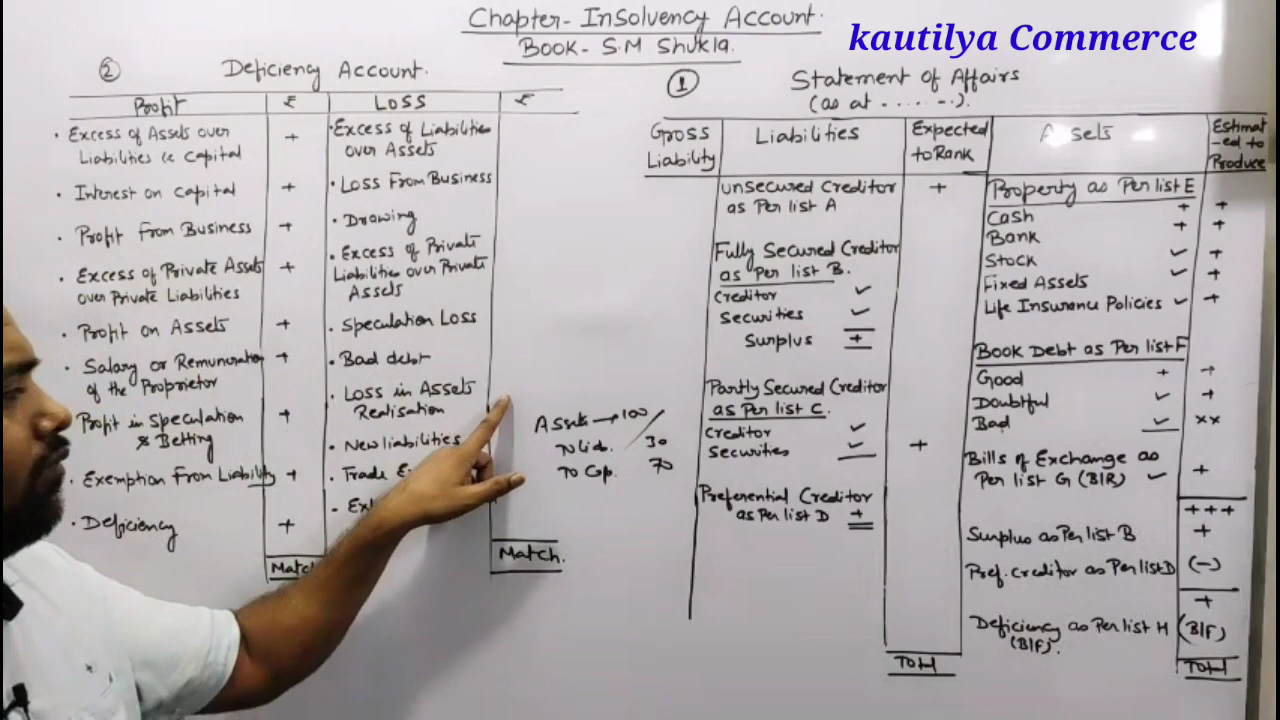 Chapter - Insolvency Account.
Book - S.M Shukla.
kautilya Commerce
②
Deficiency Account.
Profit
₹
Loss
₹
• Excess of Assets over
Liabilities ie Capital
+
• Interest on Capital
+
• Profit From Business
+
• Excess of Private Assets
over Private Liabilities
+
• Profit on Assets
+
• Salary or Remuneration
of the Proprietor
+
Profit in Speculation
& Betting
+
• Exemption From Liability
+
• Deficiency
+
Match
• Excess of Liabilities
over Assets
• Loss From Business
• Drawing
• Excess of Private
Liabilities over Private
Assets
• Speculation Loss
• Bad debt
• Loss in Assets
Realisation
• New liabilities
• Trade
•
Match.
Assets → 100
To Liab. 30
To Cap. 70
①
Statement of Affairs
(as at ...... -.).
Gross
Liability
Liabilities
Expected
to Rank
Assets
Estimat
-ed to
Produce
Unsecured Creditor
as Per list A
+
Fully Secured Creditor
as Per list B.
Creditor ✓
Securities ✓
Surplus +
Partly Secured Creditor
as Per list C.
Creditor ✓
Securities ✓
+
Preferential Creditor
as Per list D +
Total
Property as Per list E
Cash + +
Bank + +
Stock ✓ +
Fixed Assets ✓ +
Life Insurance Policies ✓ +
Book Debt as Per list F
Good + +
Doubtful ✓ +
Bad ✓ ××
Bills of Exchange as
Per list G (B/R) ✓ +
+++
Surplus as Per list B +
Pref. Creditor as Per list D (-)
+
Deficiency as Per list H (B/F)
(B/F).
Total